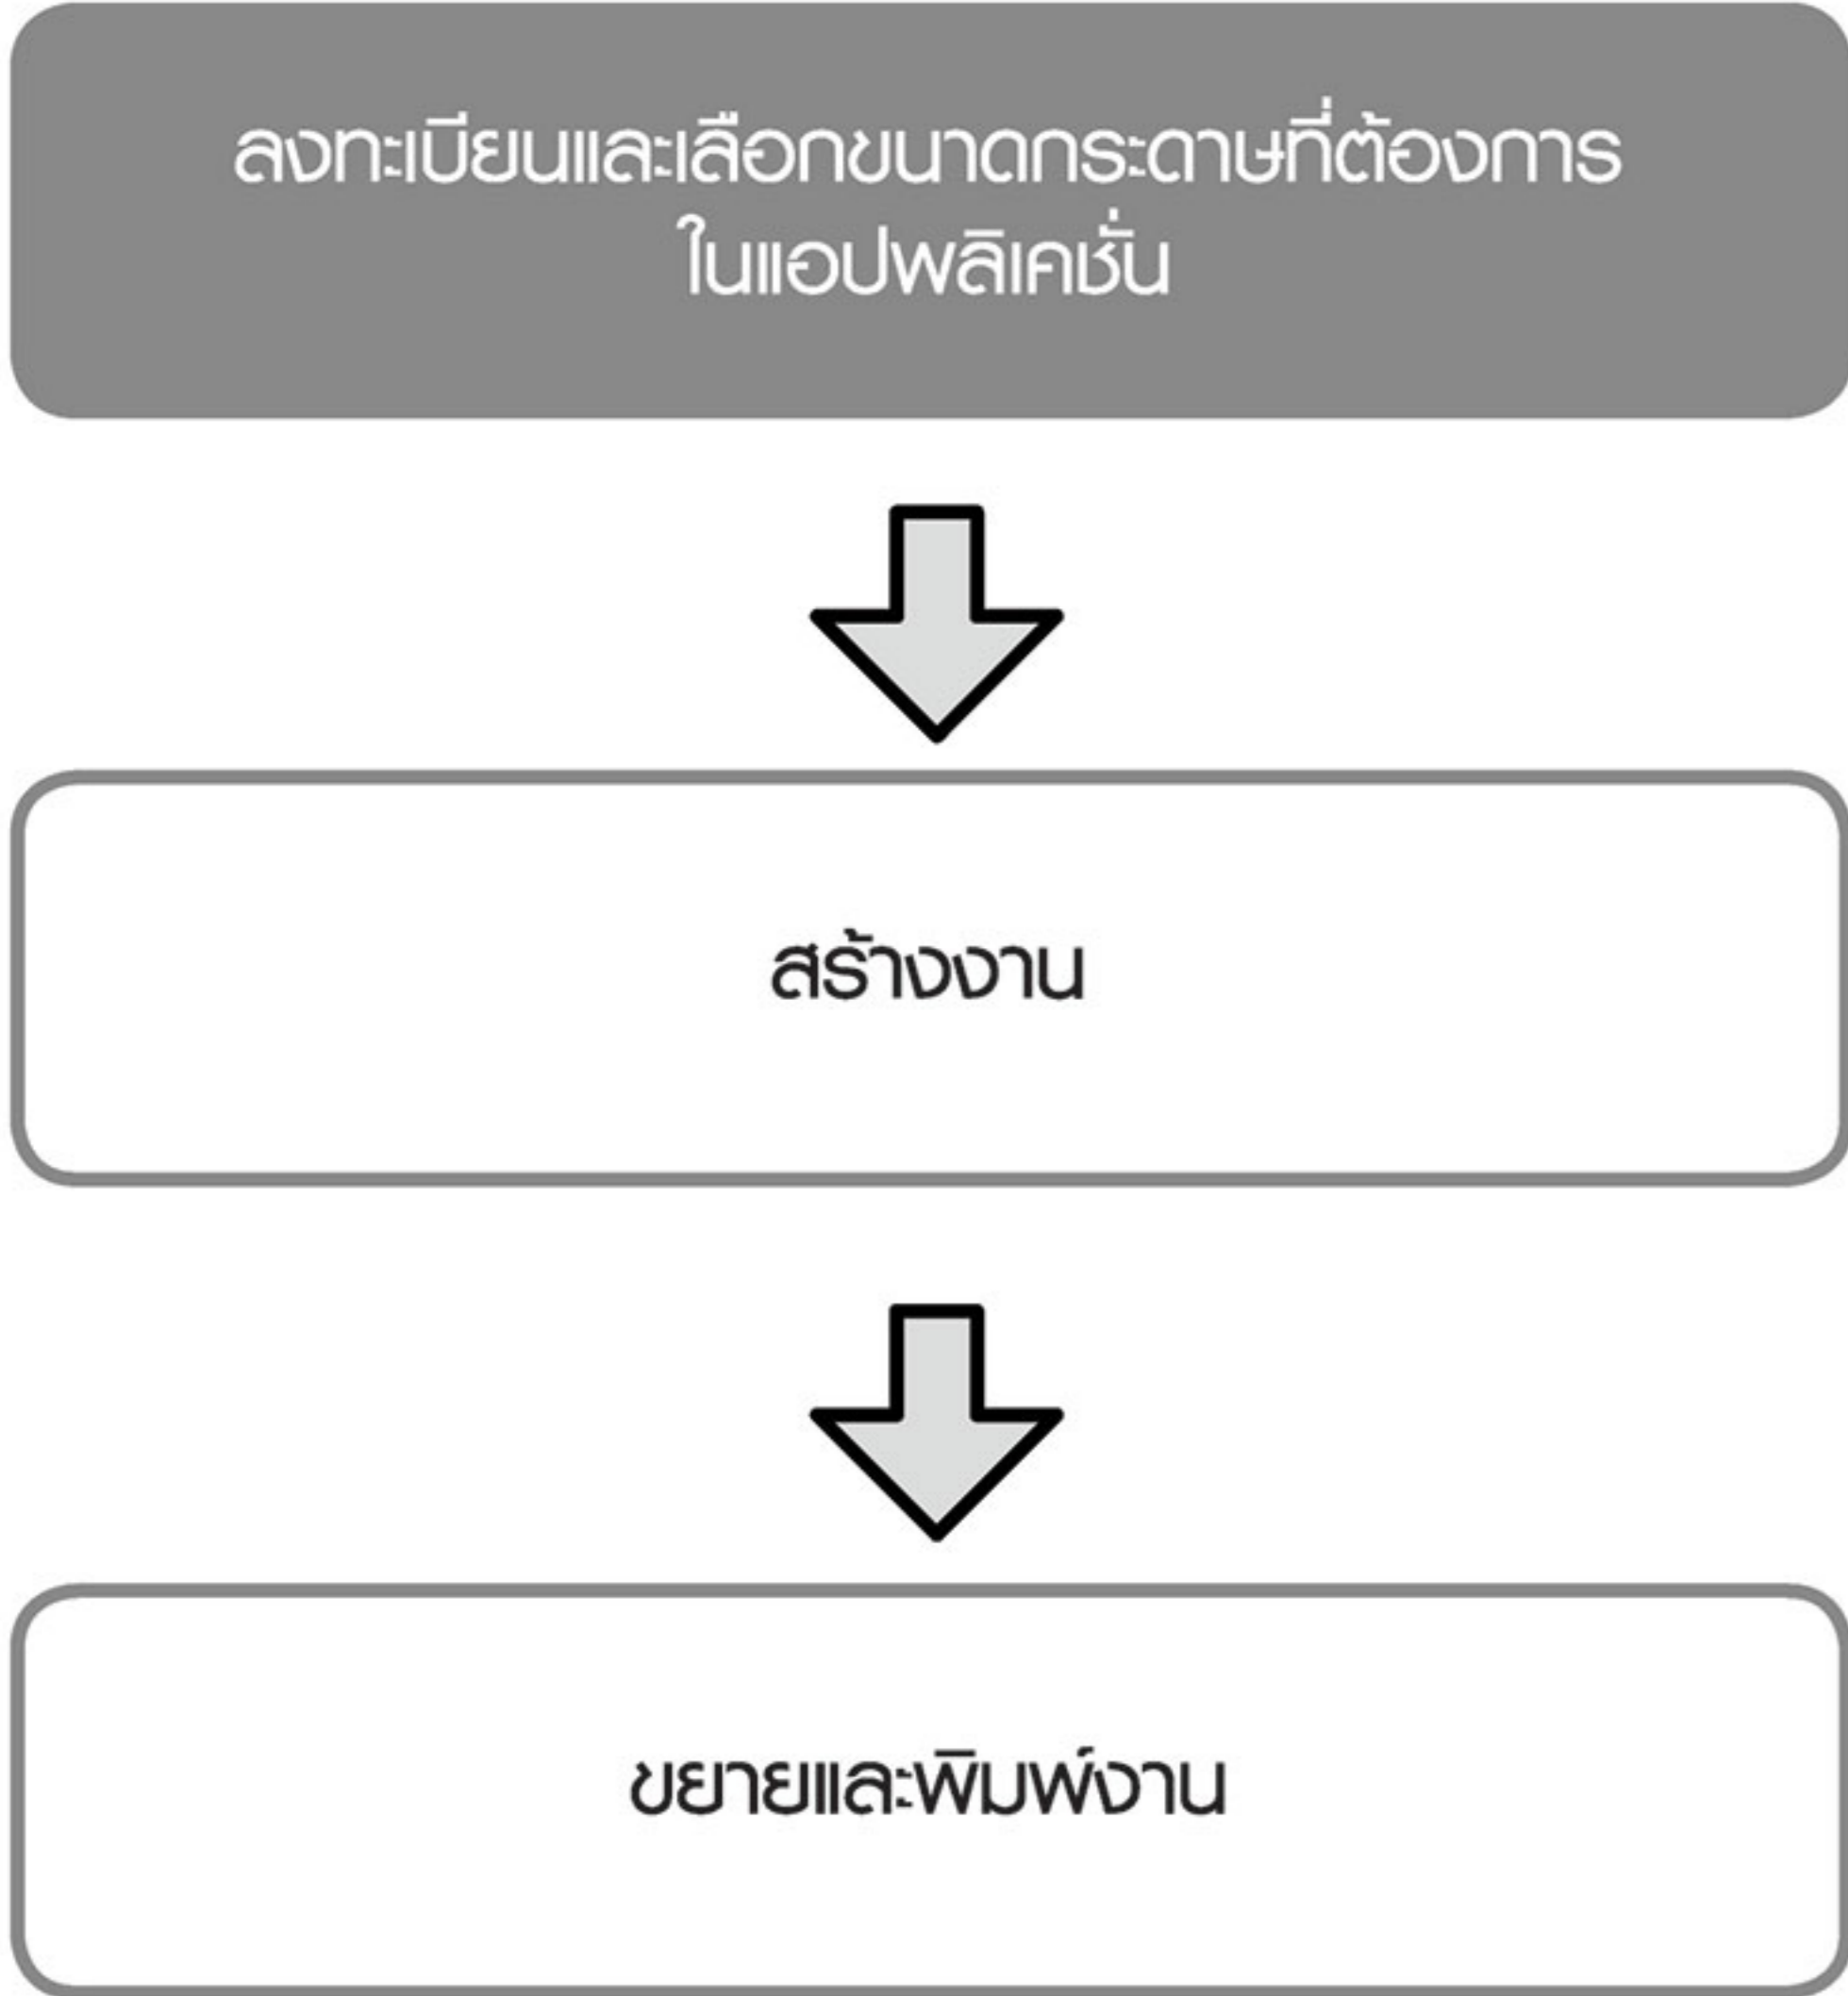 ลงทะเบียนและเลือกขนาดกระดาษที่ต้องการ
ในแอปพลิเคชั่น
สร้างงาน
ขยายและพิมพ์งาน